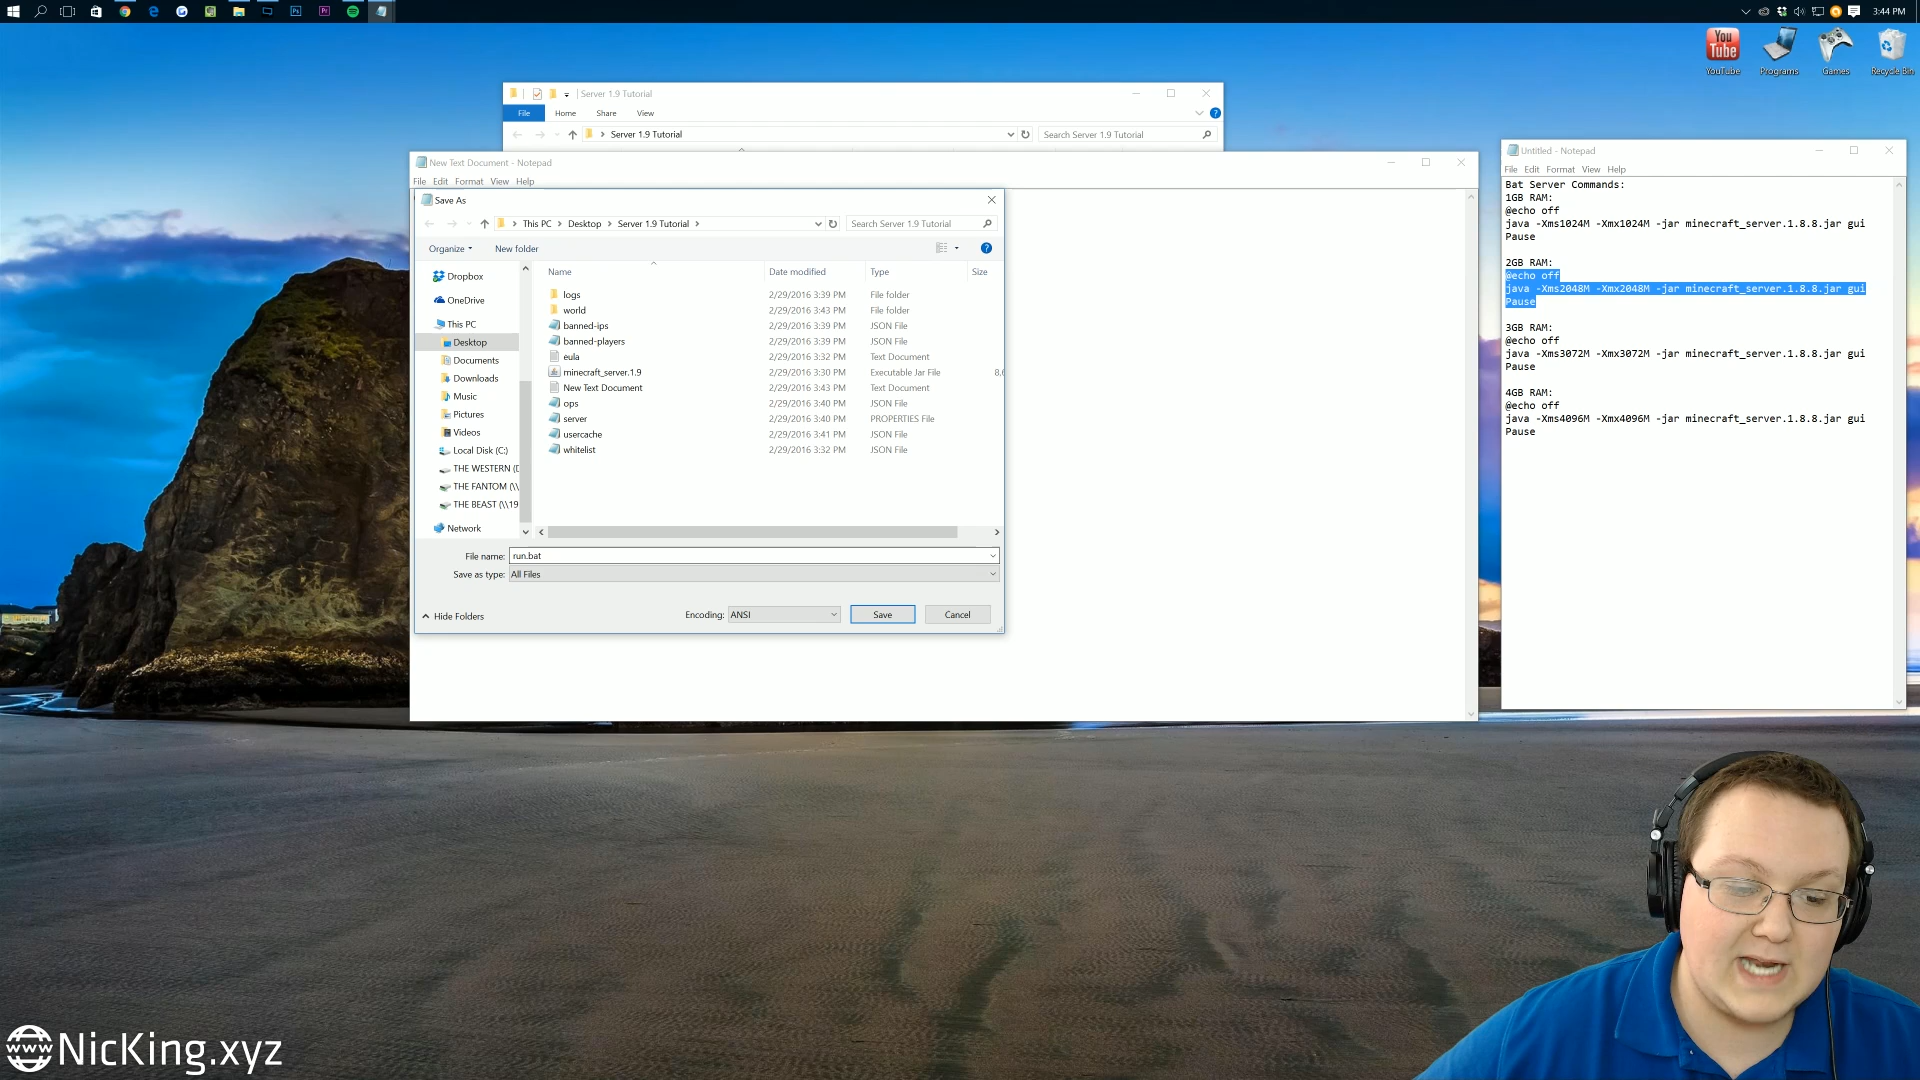 3:44 PM
YouTube
Programs
Games
Recycle Bin
Server 1.9 Tutorial
File Home Share View
Server 1.9 Tutorial
Search Server 1.9 Tutorial
New Text Document - Notepad
File Edit Format View Help
Save As
This PC > Desktop > Server 1.9 Tutorial >
Search Server 1.9 Tutorial
Organize
New folder
Dropbox
OneDrive
This PC
Desktop
Documents
Downloads
Music
Pictures
Videos
Local Disk (C:)
THE WESTERN (D
THE FANTOM (\\
THE BEAST (\\19
Network
Name Date modified Type Size
logs 2/29/2016 3:39 PM File folder
world 2/29/2016 3:43 PM File folder
banned-ips 2/29/2016 3:39 PM JSON File
banned-players 2/29/2016 3:39 PM JSON File
eula 2/29/2016 3:32 PM Text Document
minecraft_server.1.9 2/29/2016 3:30 PM Executable Jar File
New Text Document 2/29/2016 3:43 PM Text Document
ops 2/29/2016 3:40 PM JSON File
server 2/29/2016 3:40 PM PROPERTIES File
usercache 2/29/2016 3:41 PM JSON File
whitelist 2/29/2016 3:32 PM JSON File
File name: run.bat
Save as type: All Files
Hide Folders
Encoding: ANSI
Save
Cancel
Untitled - Notepad
File Edit Format View Help
Bat Server Commands:
1GB RAM:
@echo off
java -Xms1024M -Xmx1024M -jar minecraft_server.1.8.8.jar gui
Pause
2GB RAM:
@echo off
java -Xms2048M -Xmx2048M -jar minecraft_server.1.8.8.jar gui
Pause
3GB RAM:
@echo off
java -Xms3072M -Xmx3072M -jar minecraft_server.1.8.8.jar gui
Pause
4GB RAM:
@echo off
java -Xms4096M -Xmx4096M -jar minecraft_server.1.8.8.jar gui
Pause
www
NicKing.xyz